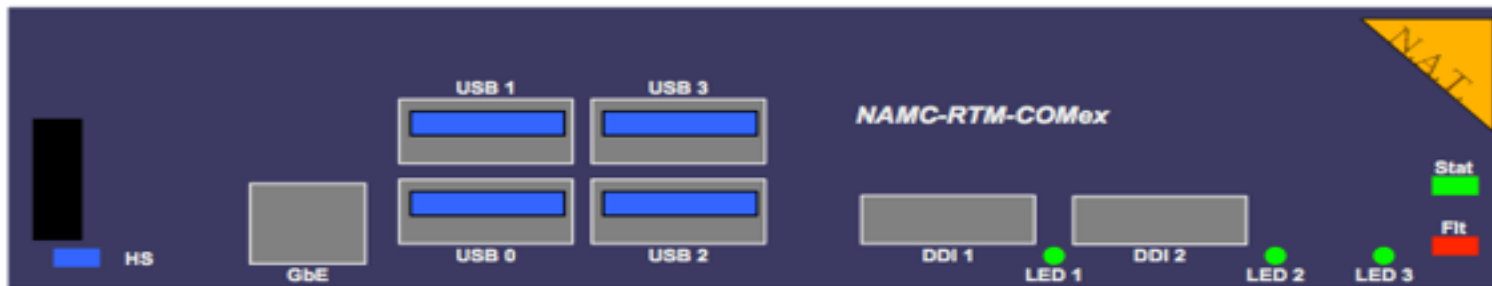 N.A.T.
USB 1
USB 3
NAMC-RTM-COMex
Stat
Flt
HS
GbE
USB 0
USB 2
DDI 1
DDI 2
LED 1
LED 2
LED 3